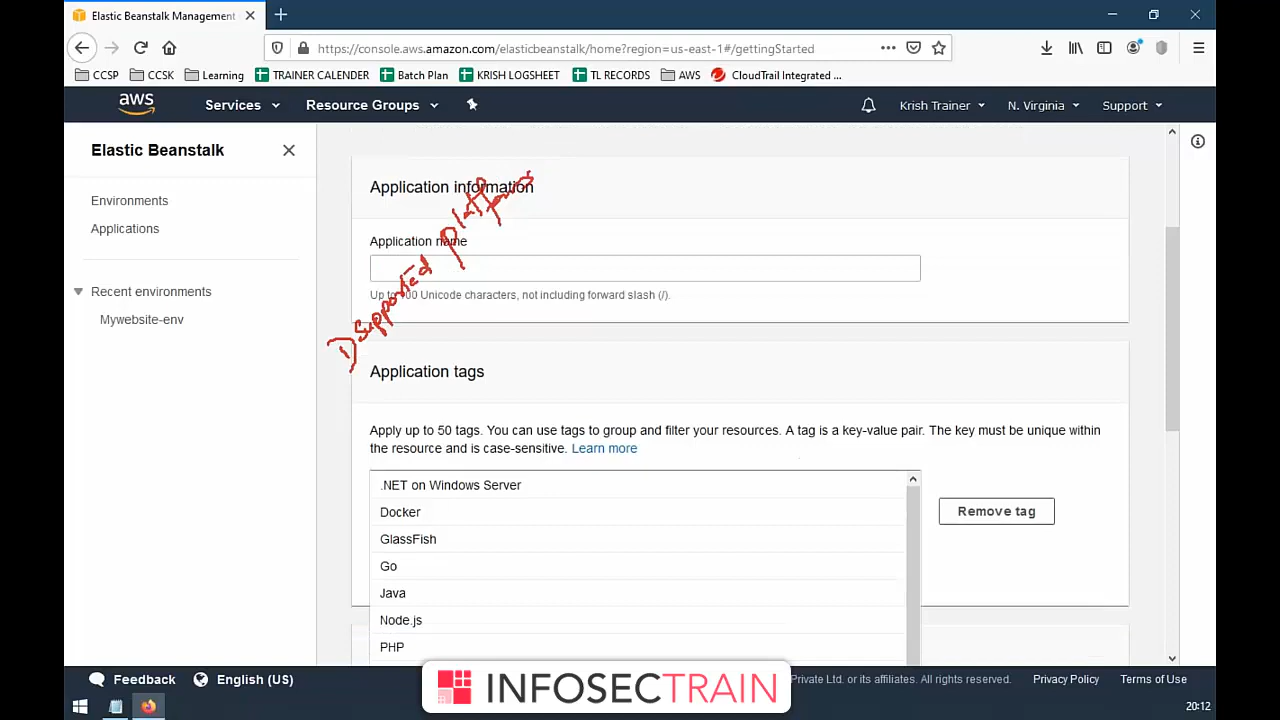 Elastic Beanstalk Management
https://console.aws.amazon.com/elasticbeanstalk/home?region=us-east-1#/gettingStarted
CCSP CCSK Learning TRAINER CALENDER Batch Plan KRISH LOGSHEET TL RECORDS AWS CloudTrail Integrated ...
aws Services Resource Groups Krish Trainer N. Virginia Support
Elastic Beanstalk
Environments
Applications
Recent environments
Mywebsite-env
Application information
Application name
Up to 100 Unicode characters, not including forward slash (/).
supported platforms
Application tags
Apply up to 50 tags. You can use tags to group and filter your resources. A tag is a key-value pair. The key must be unique within
the resource and is case-sensitive. Learn more
.NET on Windows Server
Docker
GlassFish
Go
Java
Node.js
PHP
Remove tag
Feedback English (US)
Private Ltd. or its affiliates. All rights reserved. Privacy Policy Terms of Use
INFOSECTRAIN
20:12